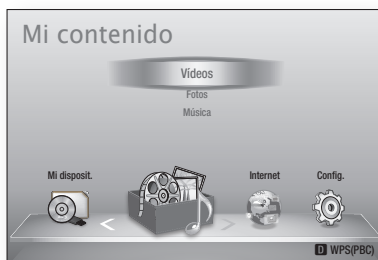 Mi contenido
Vídeos
Fotos
Música
Mi disposit.
Internet
Config.
D WPS(PBC)